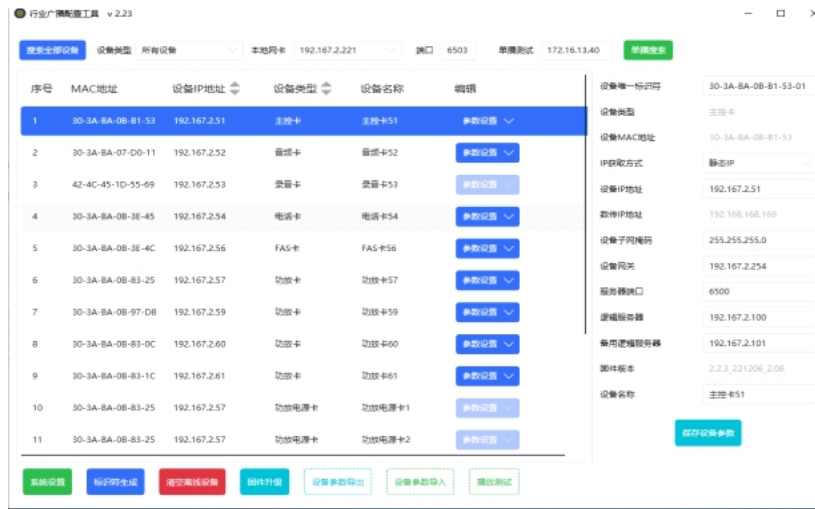 行业广播配置工具 v 2.23
搜索全部设备 设备类型 所有设备 本地网卡 192.167.2.221 端口 6503 单播测试 172.16.13.40 单播搜索
序号 MAC地址 设备IP地址 设备类型 设备名称 编辑
1 30-3A-8A-0B-B1-53 192.167.2.51 主控卡 主控卡51 参数设置
2 30-3A-BA-07-D0-11 192.167.2.52 音频卡 音频卡52 参数设置
3 42-4C-45-1D-55-69 192.167.2.53 录音卡 录音卡53 参数设置
4 30-3A-BA-0B-3E-45 192.167.2.54 电话卡 电话卡54 参数设置
5 30-3A-BA-0B-3E-4C 192.167.2.56 FAS卡 FAS卡56 参数设置
6 30-3A-BA-0B-83-25 192.167.2.57 功放卡 功放卡57 参数设置
7 30-3A-BA-0B-97-DB 192.167.2.59 功放卡 功放卡59 参数设置
8 30-3A-BA-0B-83-0C 192.167.2.60 功放卡 功放卡60 参数设置
9 30-3A-BA-0B-83-1C 192.167.2.61 功放卡 功放卡61 参数设置
10 30-3A-BA-0B-83-25 192.167.2.57 功放电源卡 功放电源卡1 参数设置
11 30-3A-BA-0B-83-25 192.167.2.57 功放电源卡 功放电源卡2 参数设置
设备唯一标识符 30-3A-8A-0B-B1-53-01
设备类型 主控卡
设备MAC地址 30-3A-8A-0B-B1-53
IP获取方式 静态IP
设备IP地址 192.167.2.51
数传IP地址 192.168.168.169
设备子网掩码 255.255.255.0
设备网关 192.167.2.254
服务器端口 6500
逻辑服务器 192.167.2.100
备用逻辑服务器 192.167.2.101
固件版本 2.2.3_221206_2.08
设备名称 主控卡51
保存设备参数
系统设置 标识符生成 清空离线设备 固件升级 设备参数导出 设备参数导入 播放测试